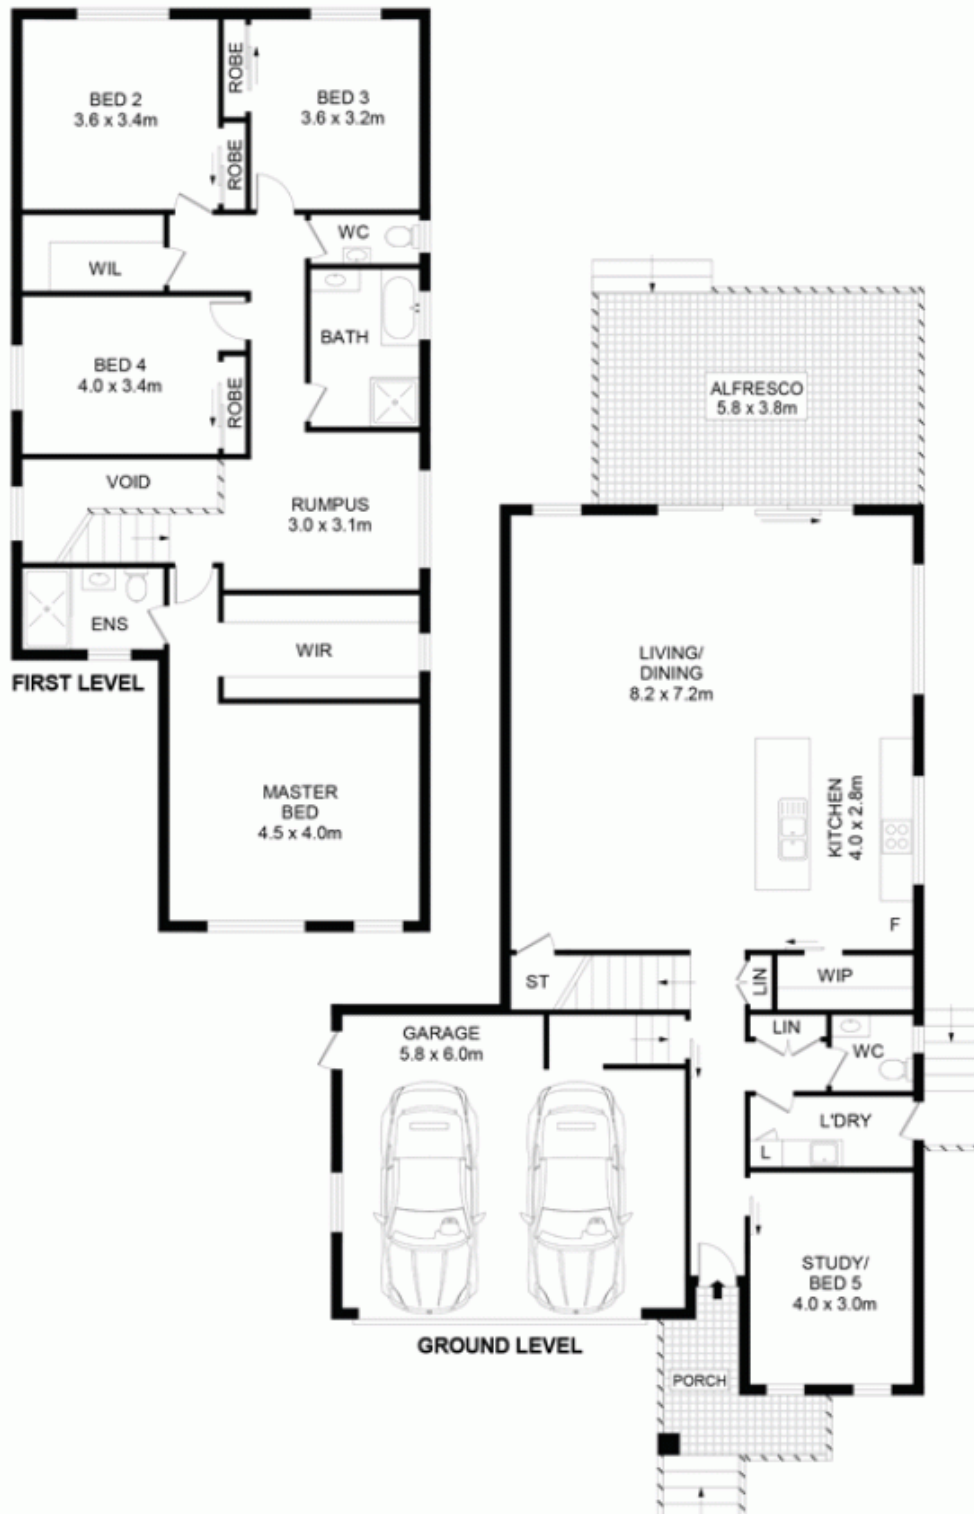 BED 2
3.6 x 3.4m
ROBE
BED 3
3.6 x 3.2m
ROBE
WC
WIL
BATH
BED 4
4.0 x 3.4m
ROBE
VOID
RUMPUS
3.0 x 3.1m
ENS
WIR
FIRST LEVEL
MASTER
BED
4.5 x 4.0m
ALFRESCO
5.8 x 3.8m
LIVING/
DINING
8.2 x 7.2m
KITCHEN
4.0 x 2.8m
F
ST
LIN
WIP
LIN
WC
GARAGE
5.8 x 6.0m
L'DRY
L
STUDY/
BED 5
4.0 x 3.0m
GROUND LEVEL
PORCH